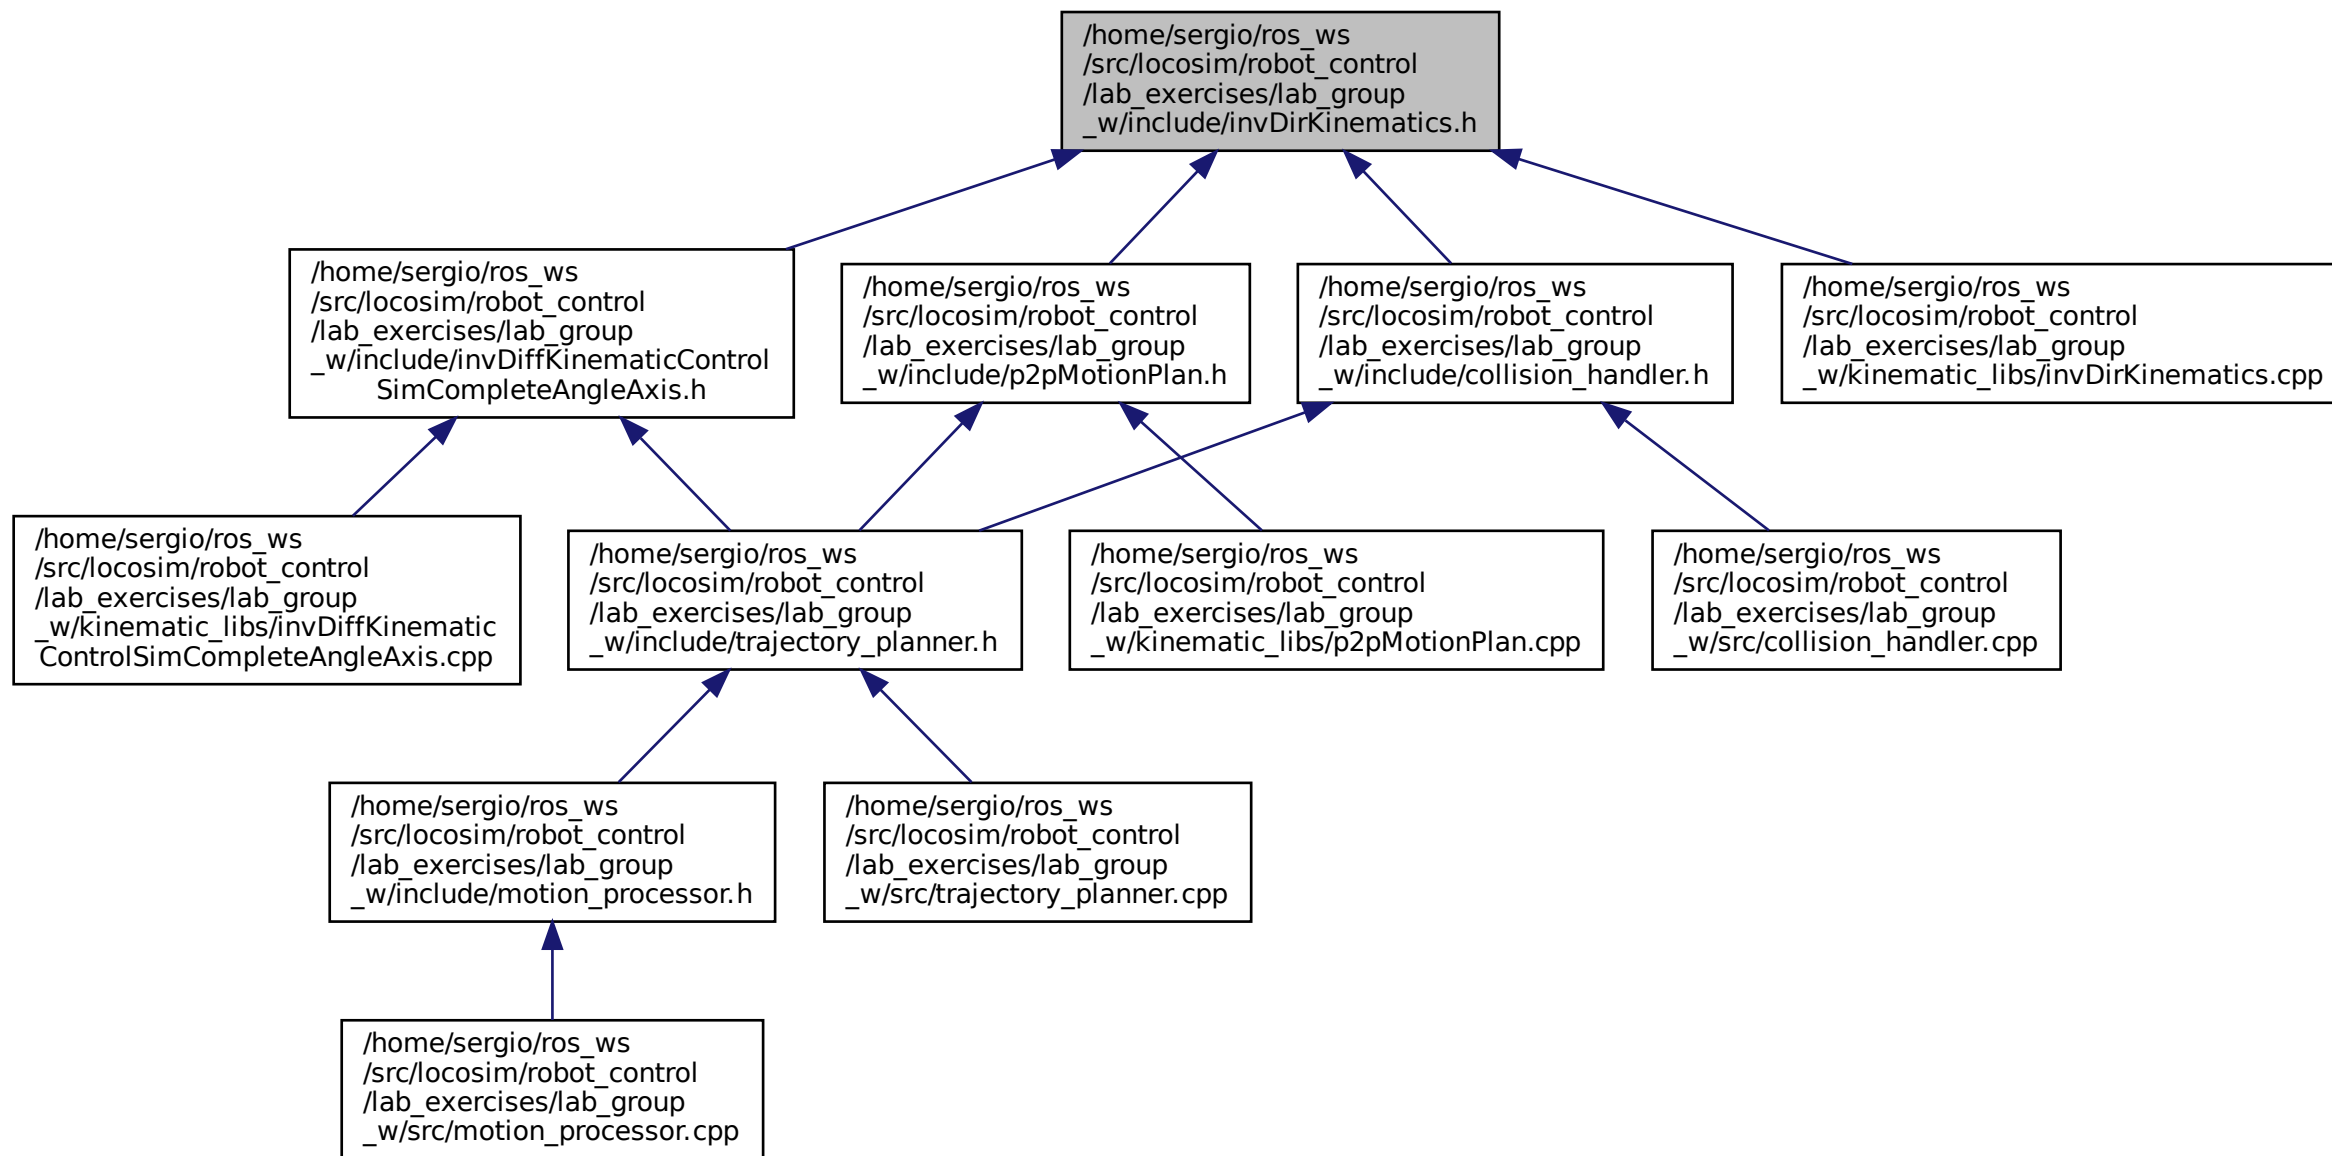 /home/sergio/ros_ws
/src/locosim/robot_control
/lab_exercises/lab_group
_w/include/invDirKinematics.h
/home/sergio/ros_ws
/src/locosim/robot_control
/lab_exercises/lab_group
_w/include/invDiffKinematicControl
SimCompleteAngleAxis.h
/home/sergio/ros_ws
/src/locosim/robot_control
/lab_exercises/lab_group
_w/include/p2pMotionPlan.h
/home/sergio/ros_ws
/src/locosim/robot_control
/lab_exercises/lab_group
_w/include/collision_handler.h
/home/sergio/ros_ws
/src/locosim/robot_control
/lab_exercises/lab_group
_w/kinematic_libs/invDirKinematics.cpp
/home/sergio/ros_ws
/src/locosim/robot_control
/lab_exercises/lab_group
_w/kinematic_libs/invDiffKinematic
ControlSimCompleteAngleAxis.cpp
/home/sergio/ros_ws
/src/locosim/robot_control
/lab_exercises/lab_group
_w/include/trajectory_planner.h
/home/sergio/ros_ws
/src/locosim/robot_control
/lab_exercises/lab_group
_w/kinematic_libs/p2pMotionPlan.cpp
/home/sergio/ros_ws
/src/locosim/robot_control
/lab_exercises/lab_group
_w/src/collision_handler.cpp
/home/sergio/ros_ws
/src/locosim/robot_control
/lab_exercises/lab_group
_w/include/motion_processor.h
/home/sergio/ros_ws
/src/locosim/robot_control
/lab_exercises/lab_group
_w/src/trajectory_planner.cpp
/home/sergio/ros_ws
/src/locosim/robot_control
/lab_exercises/lab_group
_w/src/motion_processor.cpp